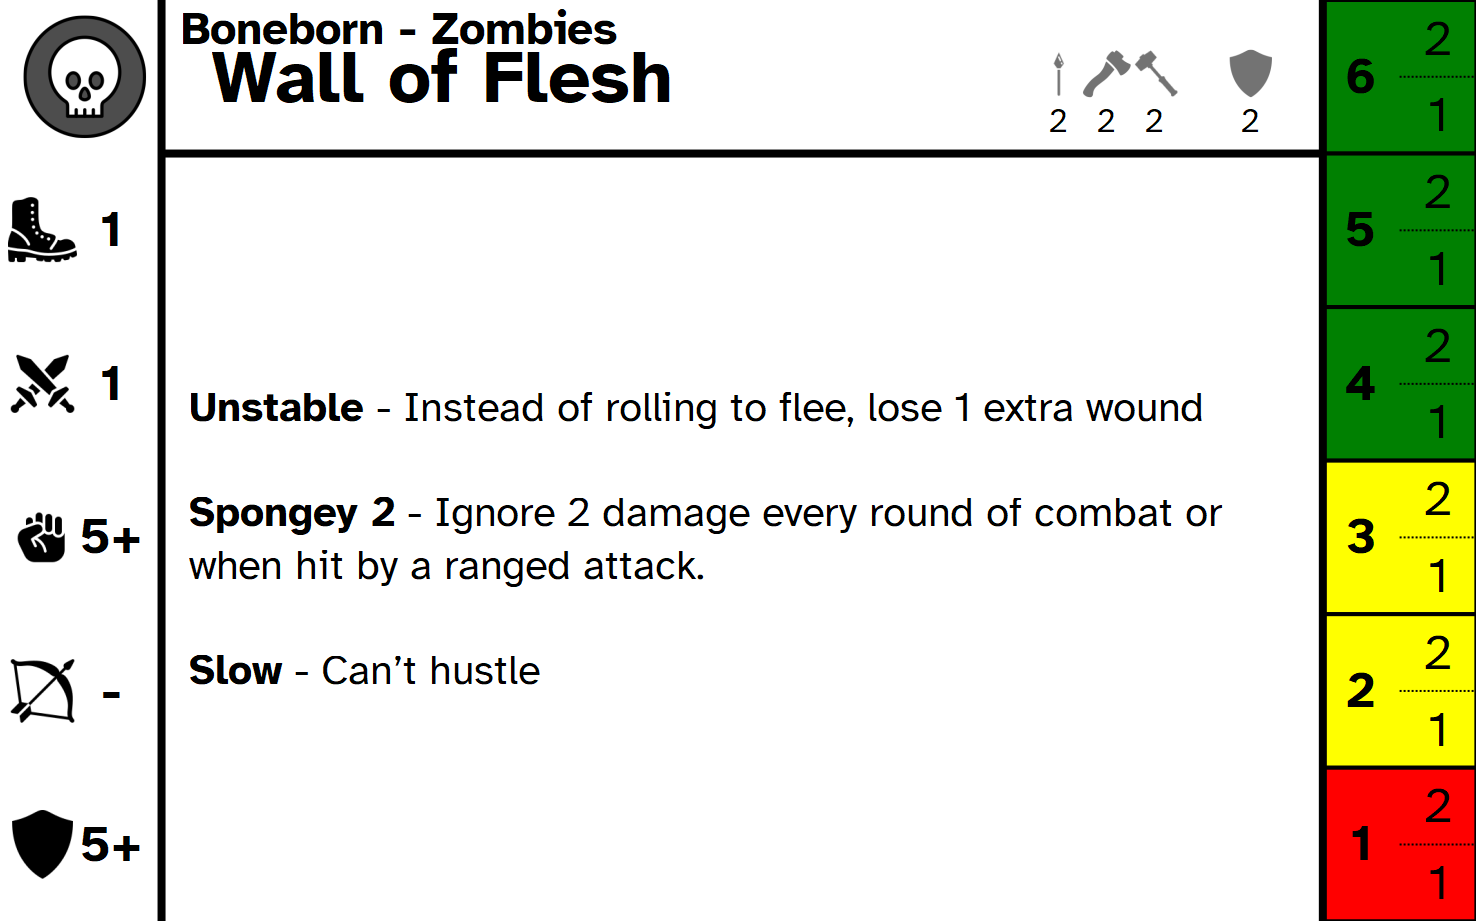 Boneborn - Zombies
Wall of Flesh
2 2 2 2
1
1
5+
-
5+
Unstable - Instead of rolling to flee, lose 1 extra wound
Spongey 2 - Ignore 2 damage every round of combat or
when hit by a ranged attack.
Slow - Can’t hustle
6 2
1
5 2
1
4 2
1
3 2
1
2 2
1
1 2
1